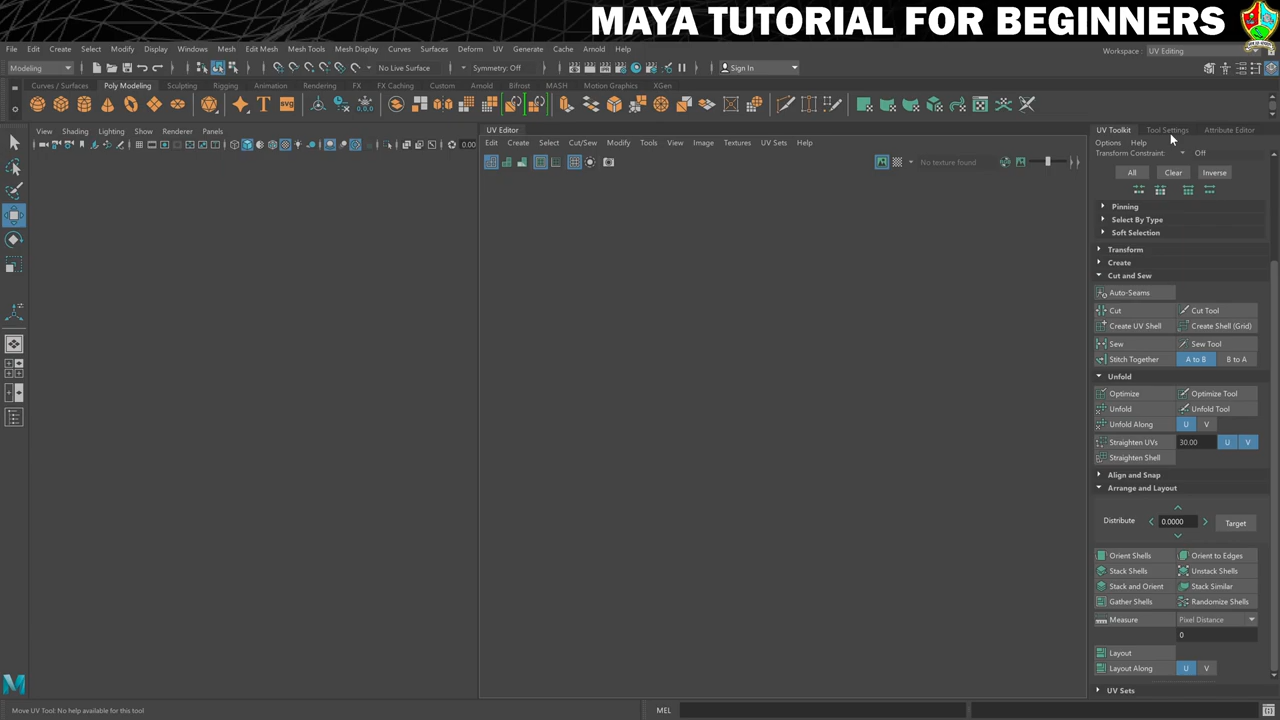 MAYA TUTORIAL FOR BEGINNERS
File Edit Create Select Modify Display Windows Mesh Edit Mesh Mesh Tools Mesh Display Curves Surfaces Deform UV Generate Cache Arnold Help
Workspace : UV Editing
Modeling No Live Surface Symmetry: Off Sign In
Curves / Surfaces Poly Modeling Sculpting Rigging Animation Rendering FX FX Caching Custom Arnold Bifrost MASH Motion Graphics XGen
View Shading Lighting Show Renderer Panels
UV Editor
UV Toolkit Tool Settings Attribute Editor
0.00
Edit Create Select Cut/Sew Modify Tools View Image Textures UV Sets Help
No texture found
Options Help
Transform Constraint: Off
All Clear Inverse
Pinning
Select By Type
Soft Selection
Transform
Create
Cut and Sew
Auto-Seams
Cut Cut Tool
Create UV Shell Create Shell (Grid)
Sew Sew Tool
Stitch Together A to B B to A
Unfold
Optimize Optimize Tool
Unfold Unfold Tool
Unfold Along U V
Straighten UVs 30.00 U V
Straighten Shell
Align and Snap
Arrange and Layout
Distribute 0.0000 Target
Orient Shells Orient to Edges
Stack Shells Unstack Shells
Stack and Orient Stack Similar
Gather Shells Randomize Shells
Measure Pixel Distance
0
Layout
Layout Along U V
UV Sets
Move UV Tool: No help available for this tool
MEL